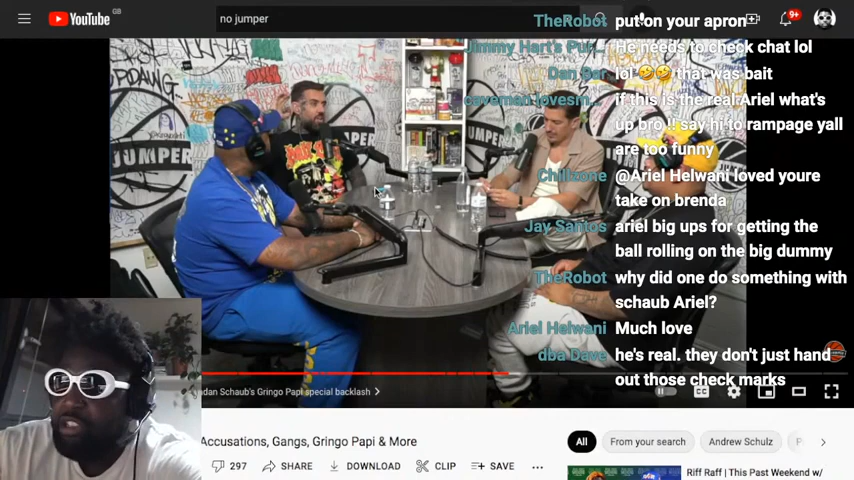 YouTube GB
no jumper
9+
TheRobot put on your apron
Jimmy Hart's Pur... He needs to check chat lol
Dan Bar lol 🤣🤣 that was bait
caveman lovesm... if this is the real Ariel what's
up bro !! say hi to rampage yall
are too funny
Chillzone @Ariel Helwani loved youre
take on brenda
Jay Santos ariel big ups for getting the
ball rolling on the big dummy
TheRobot why did one do something with
schaub Ariel?
Ariel Helwani Much love
dba Dave he's real. they don't just hand
out those check marks
JUMPER
JUMPER
dan Schaub's Gringo Papi special backlash
Accusations, Gangs, Gringo Papi & More
297 SHARE DOWNLOAD CLIP SAVE
All From your search Andrew Schulz
Riff Raff | This Past Weekend w/